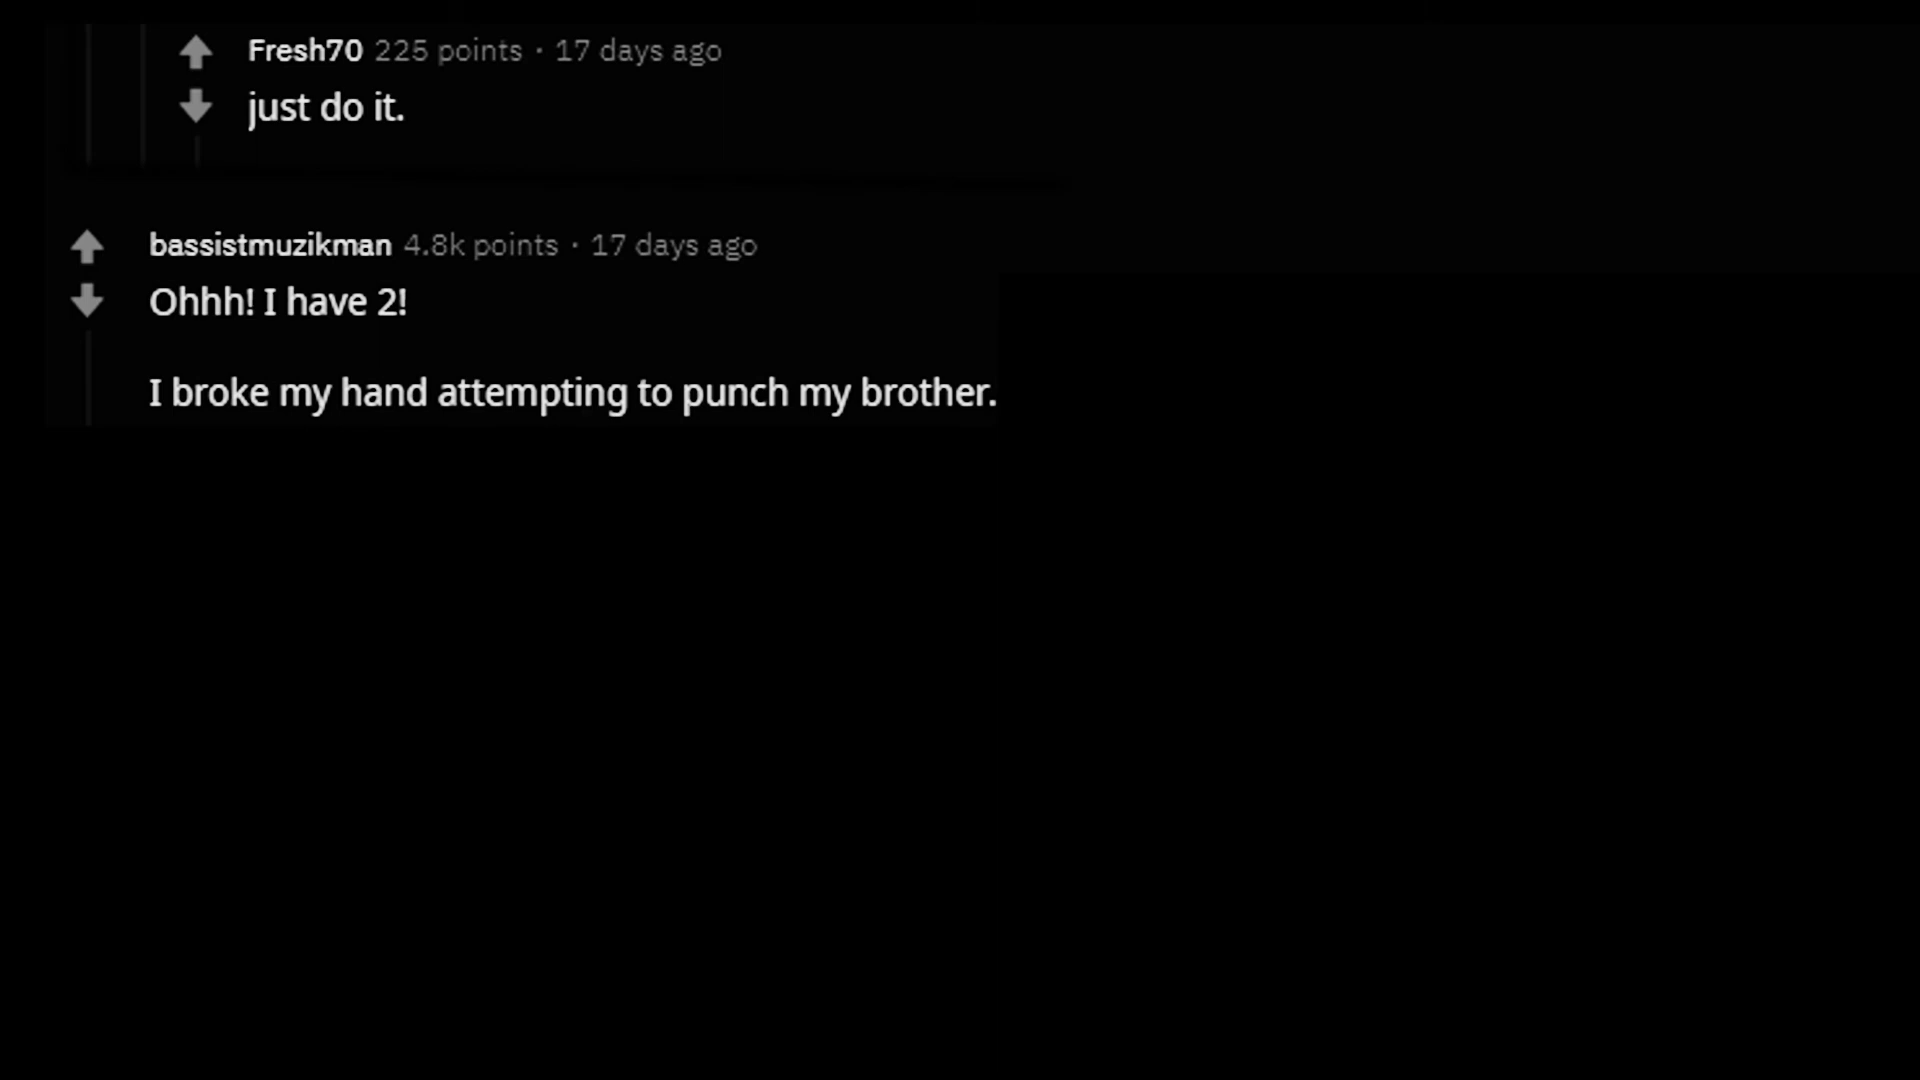 Fresh70 225 points · 17 days ago
just do it.
bassistmuzikman 4.8k points · 17 days ago
Ohhh! I have 2!
I broke my hand attempting to punch my brother.